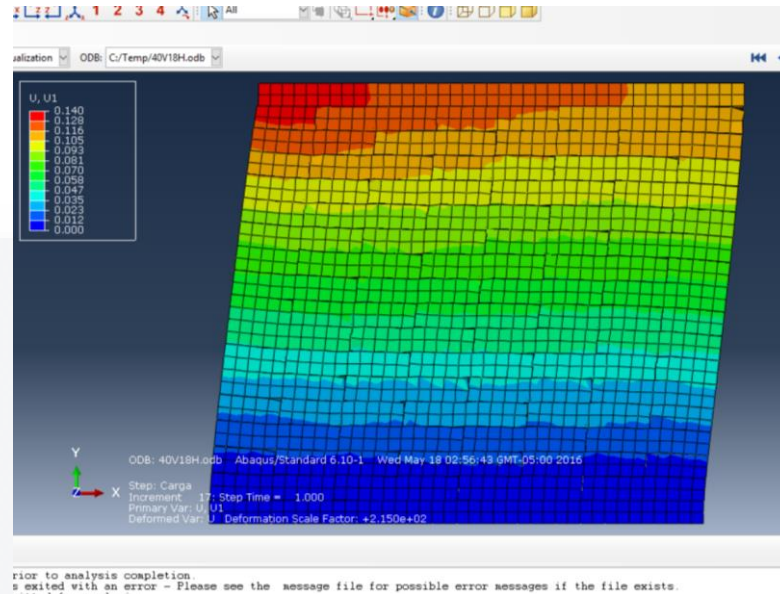 1 2 3 4 All
ualization ODB: C:/Temp/40V18H.odb
U, U1
0.140
0.128
0.116
0.105
0.093
0.081
0.070
0.058
0.047
0.035
0.023
0.012
0.000
Y
X
Z
ODB: 40V18H.odb Abaqus/Standard 6.10-1 Wed May 18 02:56:43 GMT-05:00 2016
Step: Carga
Increment 17: Step Time = 1.000
Primary Var: U, U1
Deformed Var: U Deformation Scale Factor: +2.150e+02
rior to analysis completion.
s exited with an error - Please see the message file for possible error messages if the file exists.